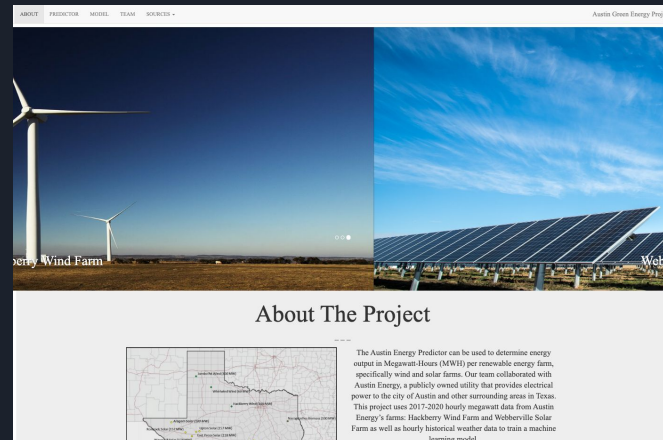 ABOUT PREDICTOR MODEL TEAM SOURCES
Austin Green Energy Proj
berry Wind Farm
Web
About The Project
The Austin Energy Predictor can be used to determine energy
output in Megawatt-Hours (MWH) per renewable energy farm,
specifically wind and solar farms. Our team collaborated with
Austin Energy, a publicly owned utility that provides electrical
power to the city of Austin and other surrounding areas in Texas.
This project uses 2017-2020 hourly megawatt data from Austin
Energy's farms: Hackberry Wind Farm and Webberville Solar
Farm as well as hourly historical weather data to train a machine
learning model